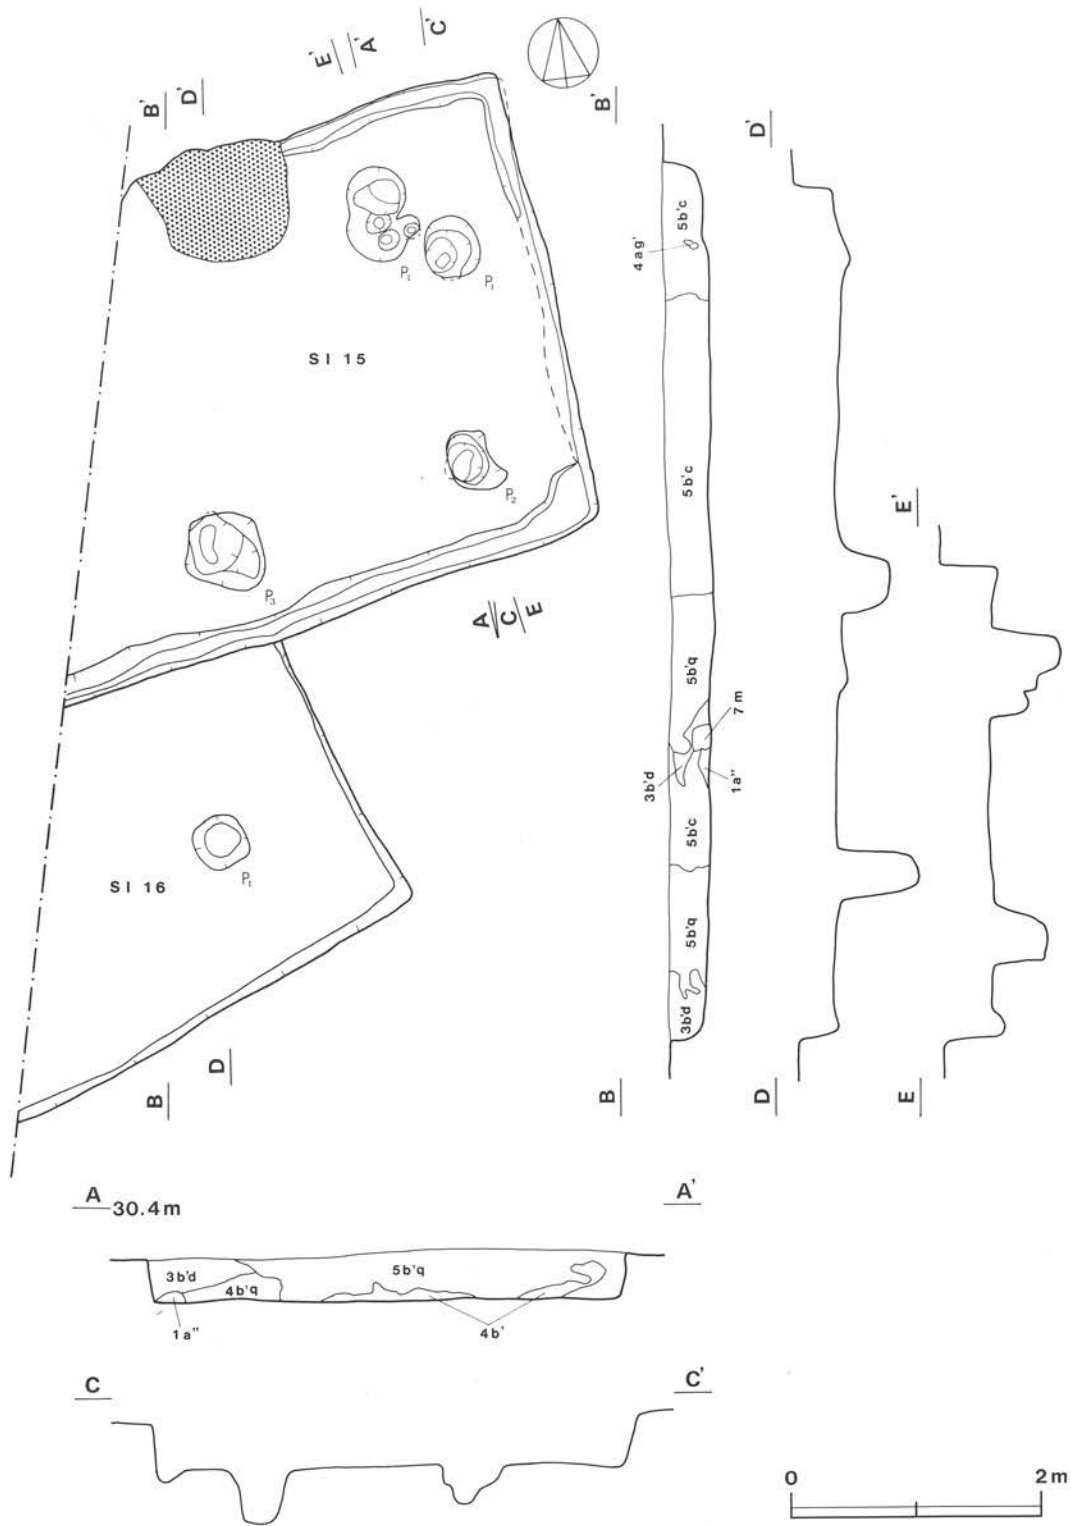 E' A' C'
B' D'
B'
D'
5b'c
4ag'
P₁
P₁
SI 15
5b'c
P₂
E'
P₃
A C E
5b'q
7m
3b'd
1a"
5b'c
P₁
SI 16
5b'q
3b'd
D
B
B
D
E
A 30.4m
A'
3b'd
5b'q
4b'q
1a"
4b'
C
C'
0
2m